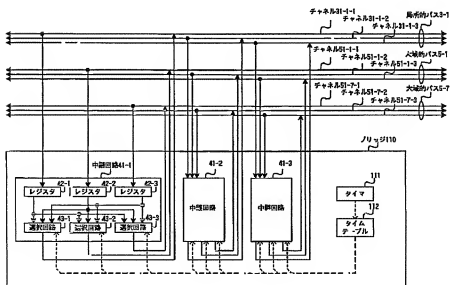 チャネル31-1-1
チャネル31-1-2
チャネル31-1-3
局所的バス3-1
チャネル51-1-1
チャネル51-1-2
チャネル51-1-3
大域的バス5-1
チャネル51-7-1
チャネル51-7-2
チャネル51-7-3
大域的バス5-7
ブリッジ110
中継回路41-1
42-1
42-2
42-3
レジスタ
レジスタ
レジスタ
43-1
43-2
43-3
選択回路
選択回路
選択回路
41-2
中継回路
41-3
中継回路
111
タイマ
112
タイム
テーブル